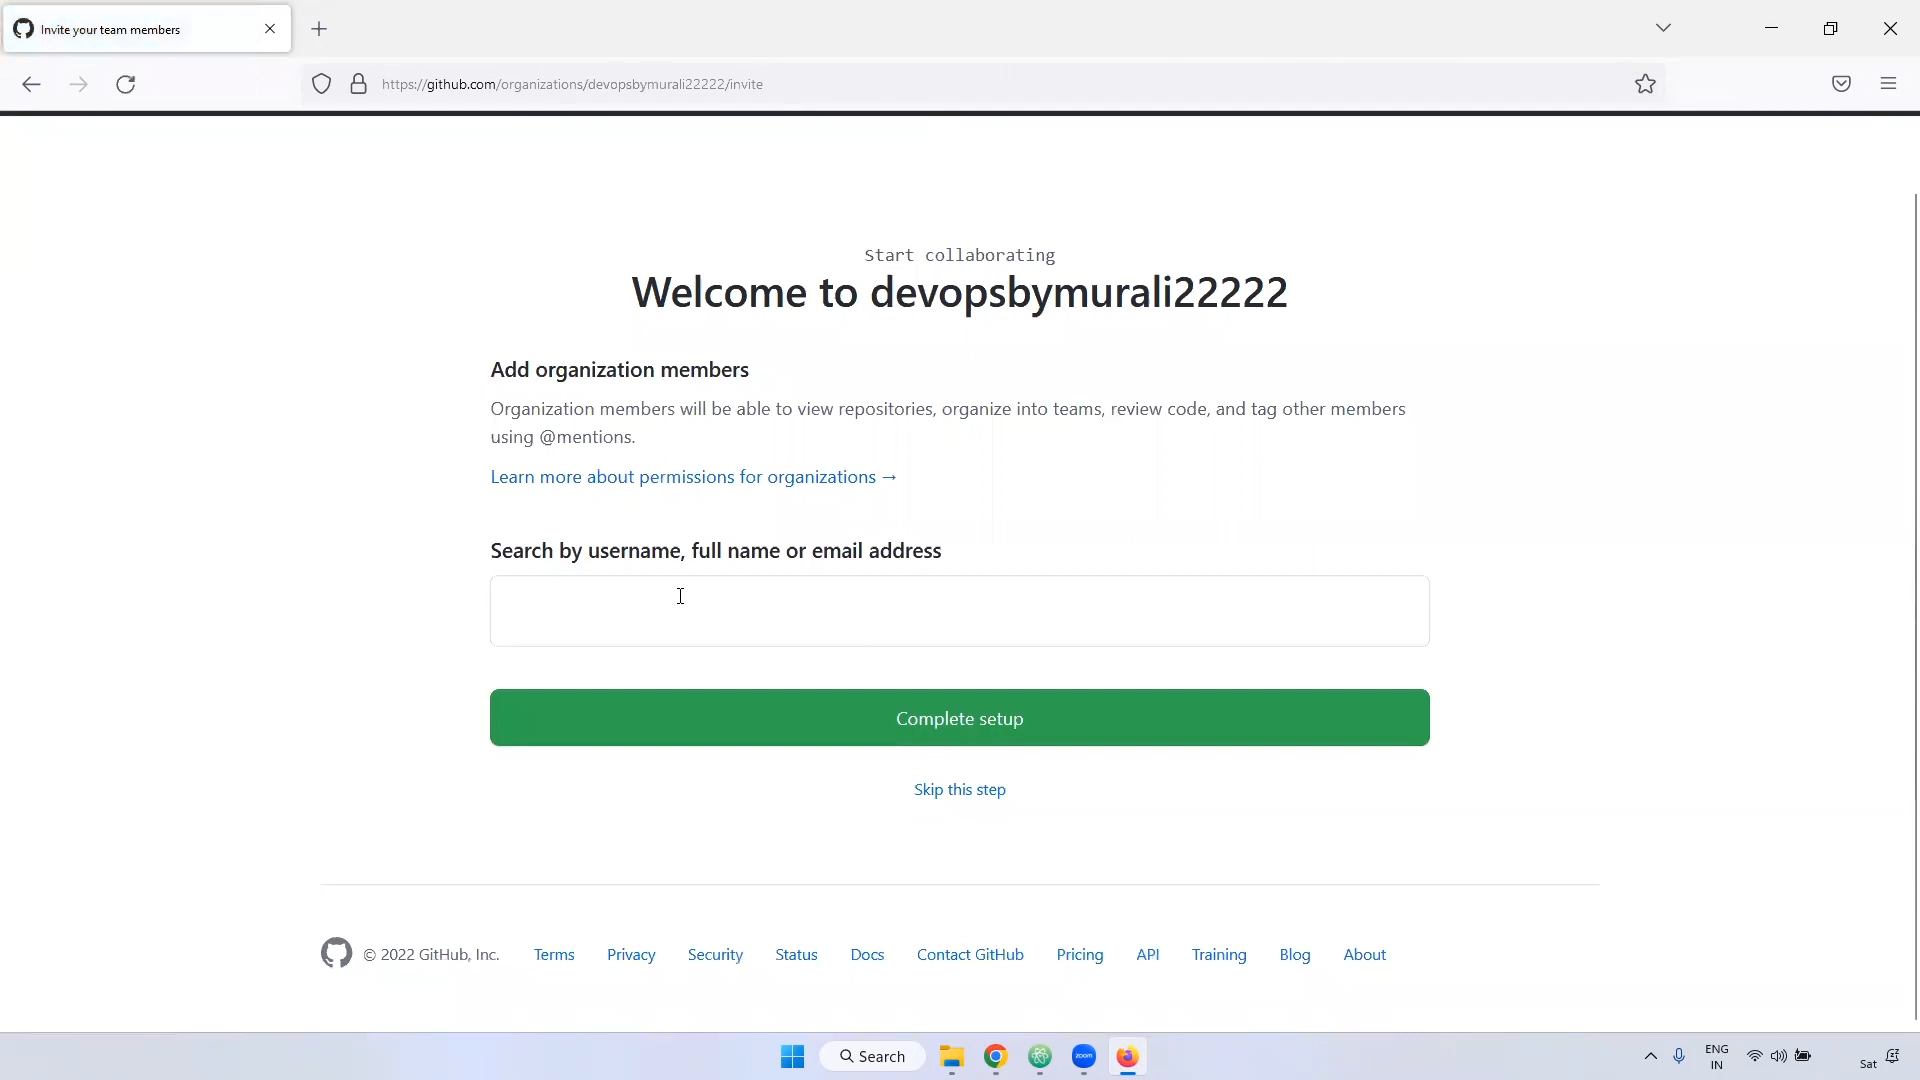 Invite your team members
https://github.com/organizations/devopsbymurali22222/invite
Start collaborating
Welcome to devopsbymurali22222
Add organization members
Organization members will be able to view repositories, organize into teams, review code, and tag other members
using @mentions.
Learn more about permissions for organizations →
Search by username, full name or email address
Complete setup
Skip this step
© 2022 GitHub, Inc. Terms Privacy Security Status Docs Contact GitHub Pricing API Training Blog About
Search
zoom
ENG
IN
Sat